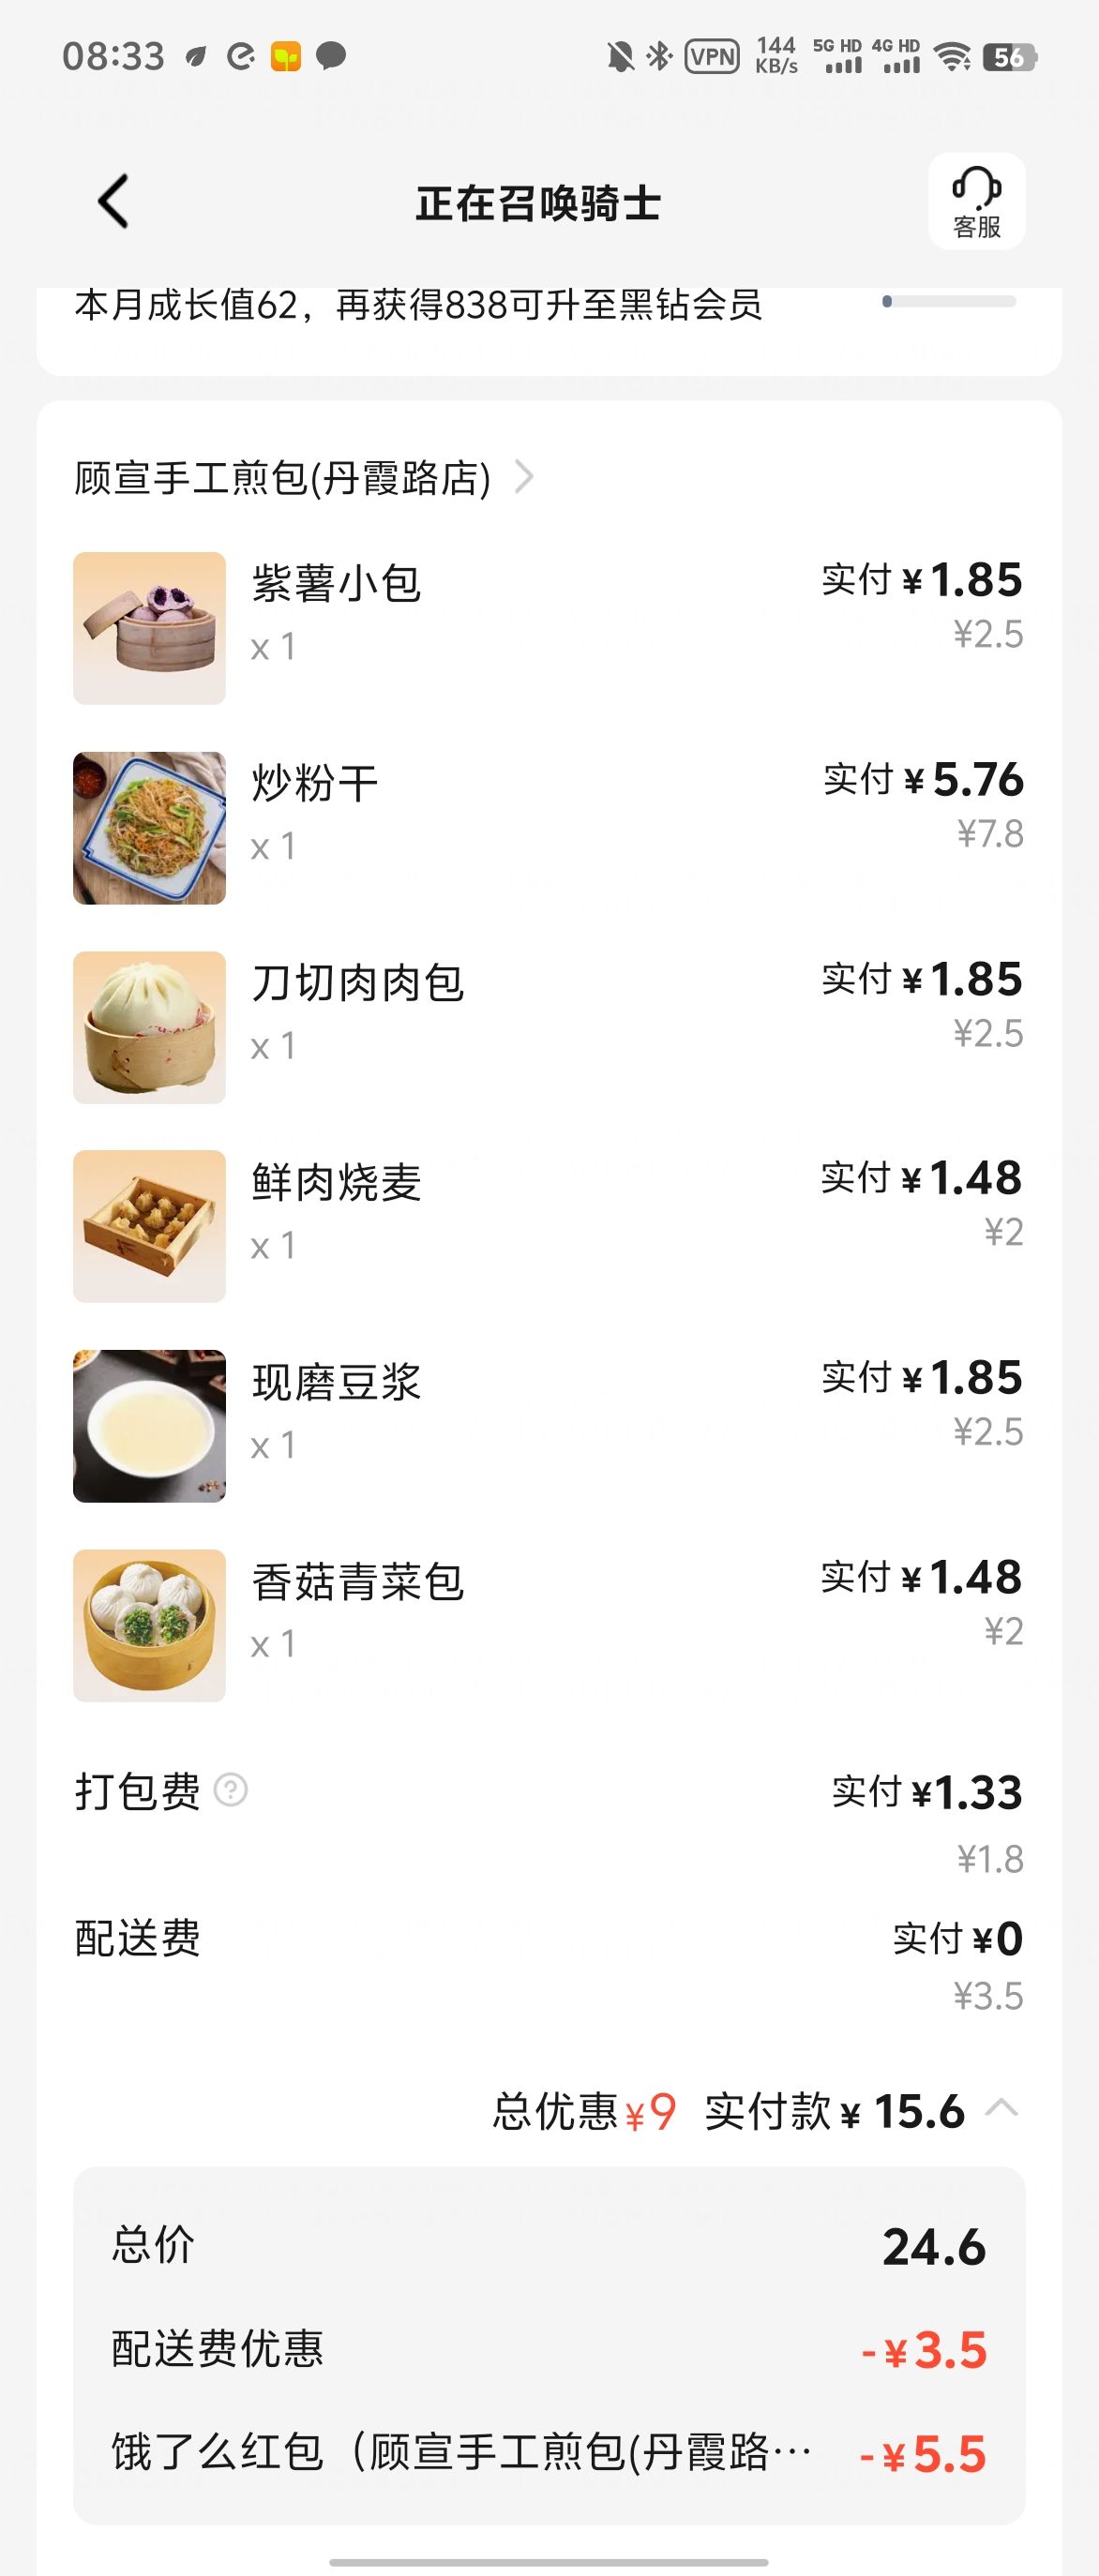 08:33 VPN 144 KB/s 5G HD 4G HD 56
正在召唤骑士
客服
本月成长值62，再获得838可升至黑钻会员
顾宣手工煎包(丹霞路店)
紫薯小包 实付 ¥1.85
x 1 ¥2.5
炒粉干 实付 ¥5.76
x 1 ¥7.8
刀切肉肉包 实付 ¥1.85
x 1 ¥2.5
鲜肉烧麦 实付 ¥1.48
x 1 ¥2
现磨豆浆 实付 ¥1.85
x 1 ¥2.5
香菇青菜包 实付 ¥1.48
x 1 ¥2
打包费 ? 实付 ¥1.33
¥1.8
配送费 实付 ¥0
¥3.5
总优惠¥9 实付款¥ 15.6
总价 24.6
配送费优惠 -¥3.5
饿了么红包（顾宣手工煎包(丹霞路… -¥5.5